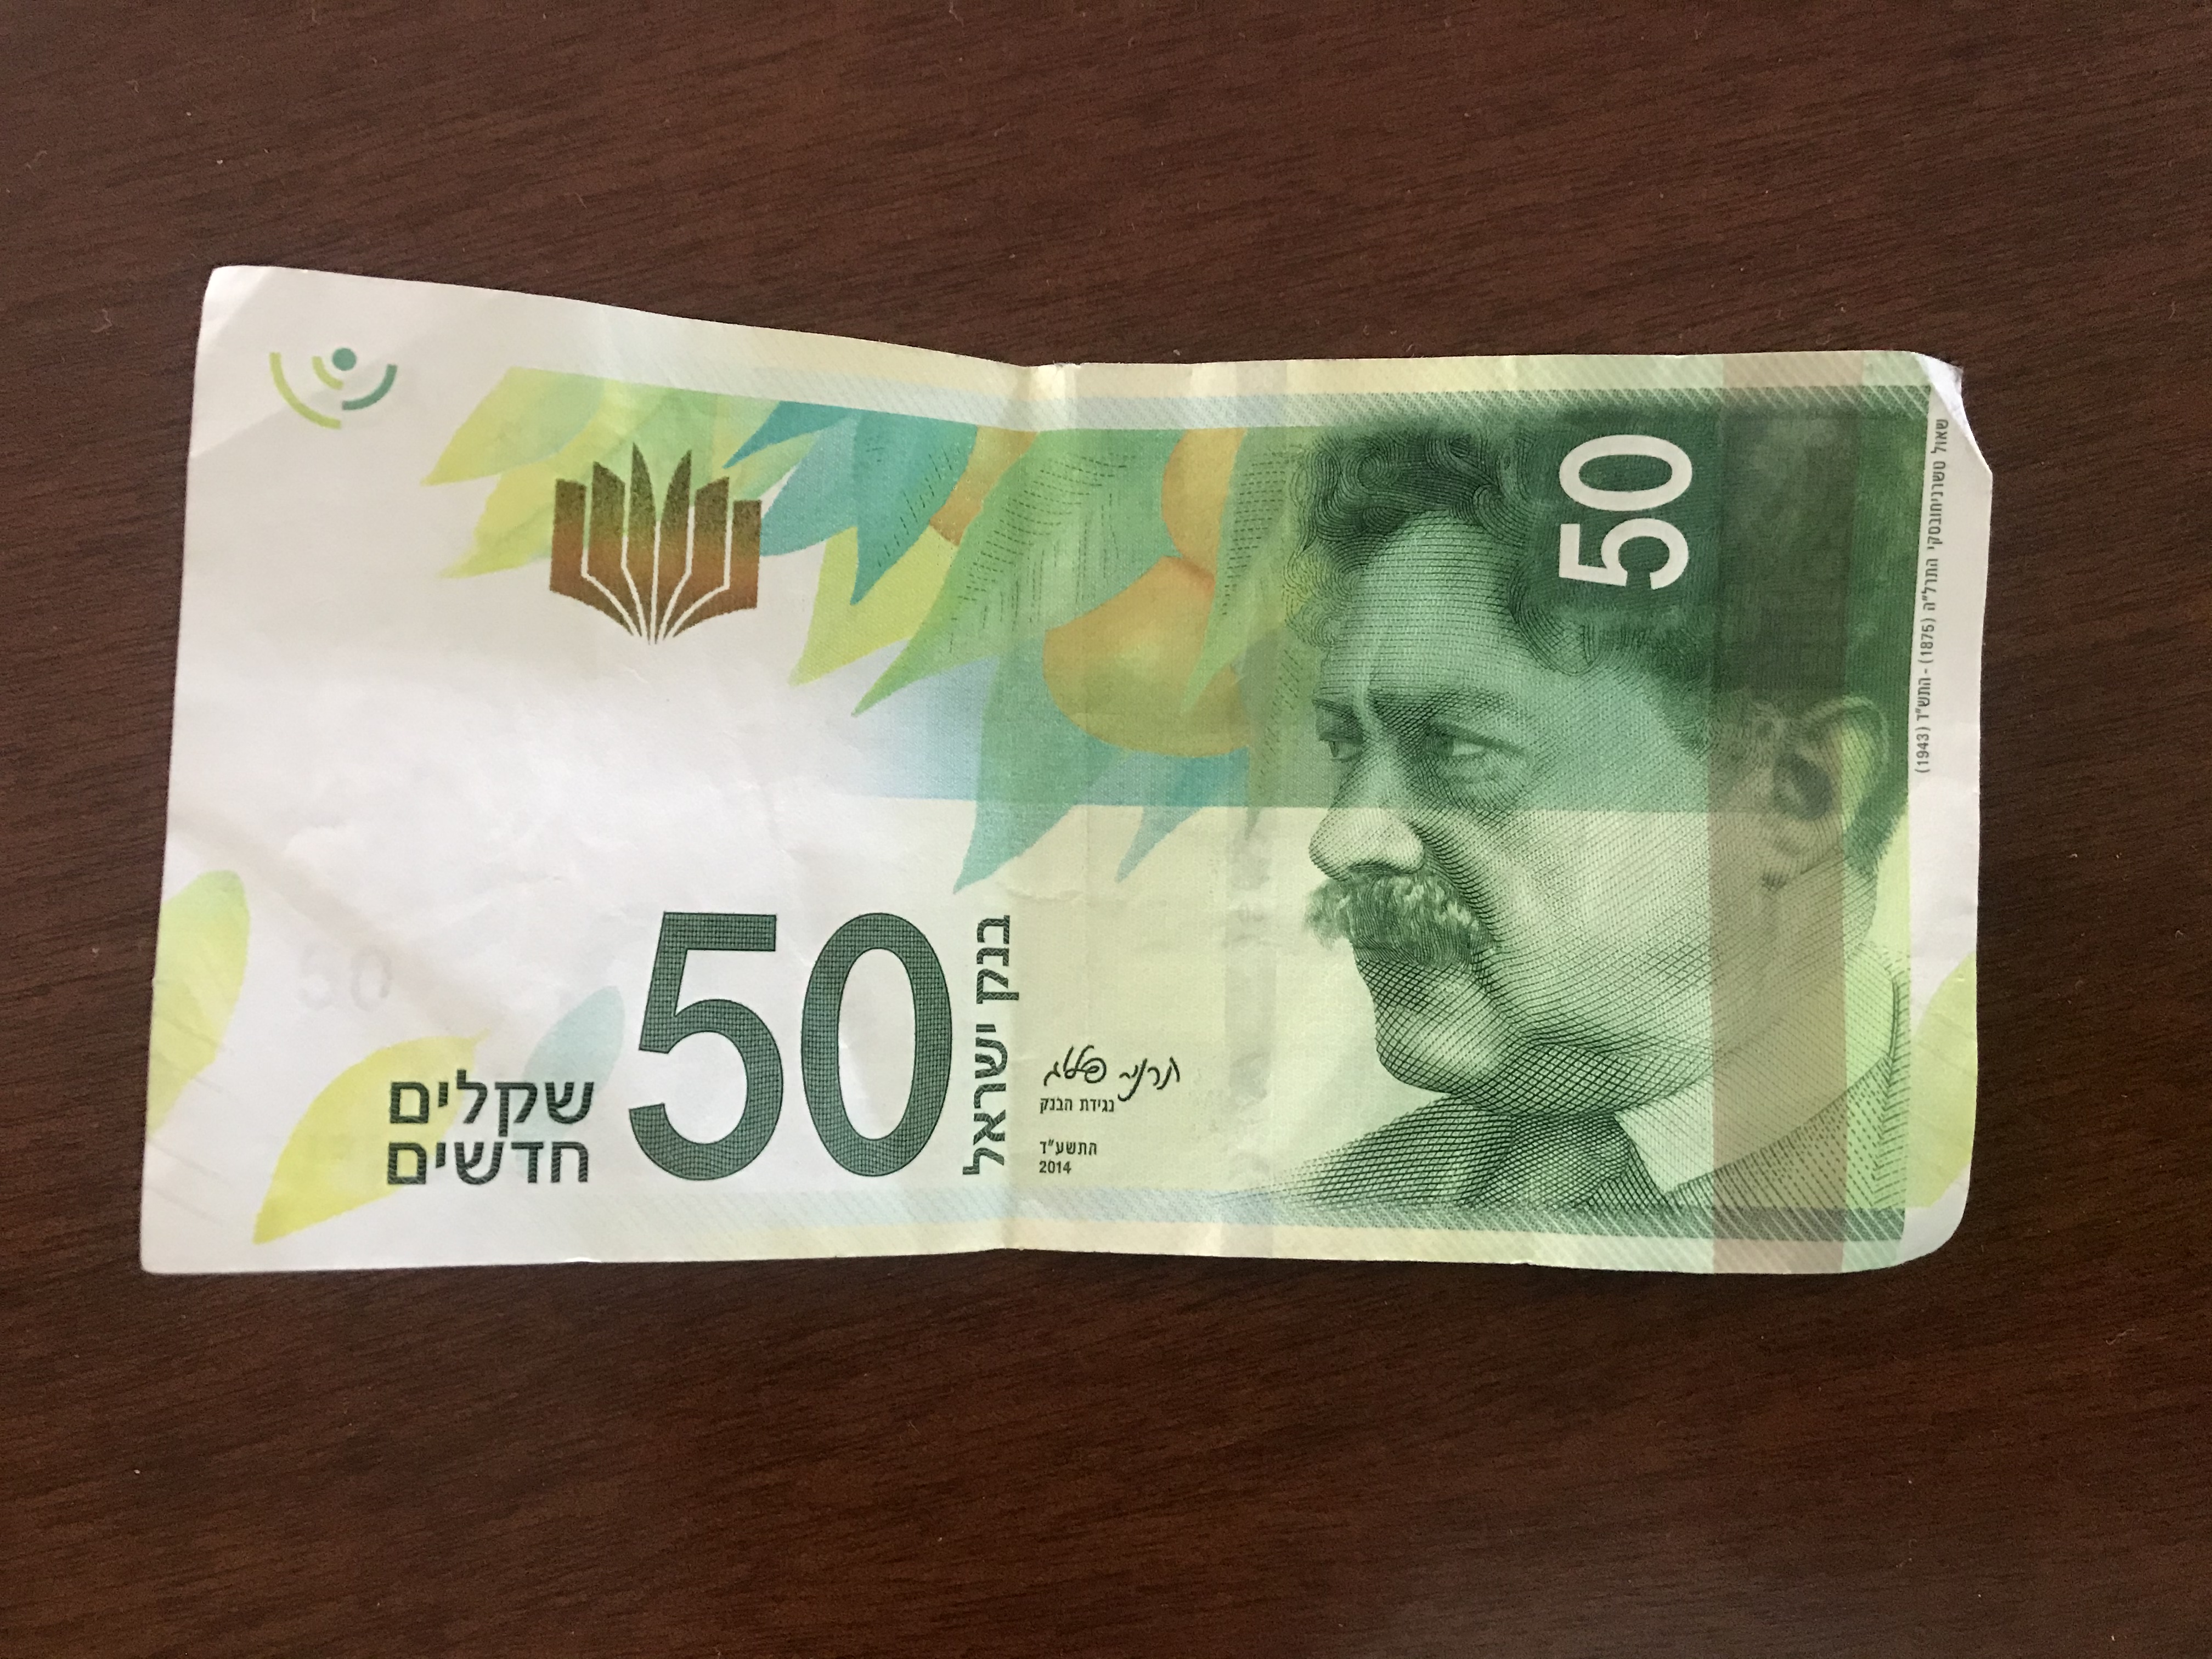 שקלים
חדשים
50
בנק ישראל
נגידת הבנק
התשע"ד
2014
50
שאול טשרניחובסקי התרל"ה (1875) - התש"ד (1943)